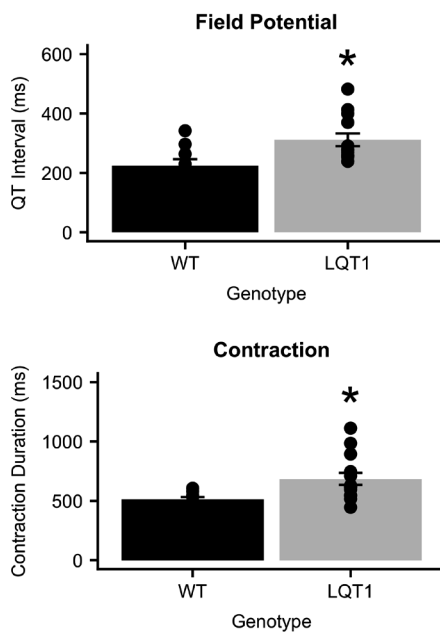 Field Potential
*
600
400
200
0
QT Interval (ms)
WT LQT1
Genotype
Contraction
*
1500
1000
500
0
Contraction Duration (ms)
WT LQT1
Genotype